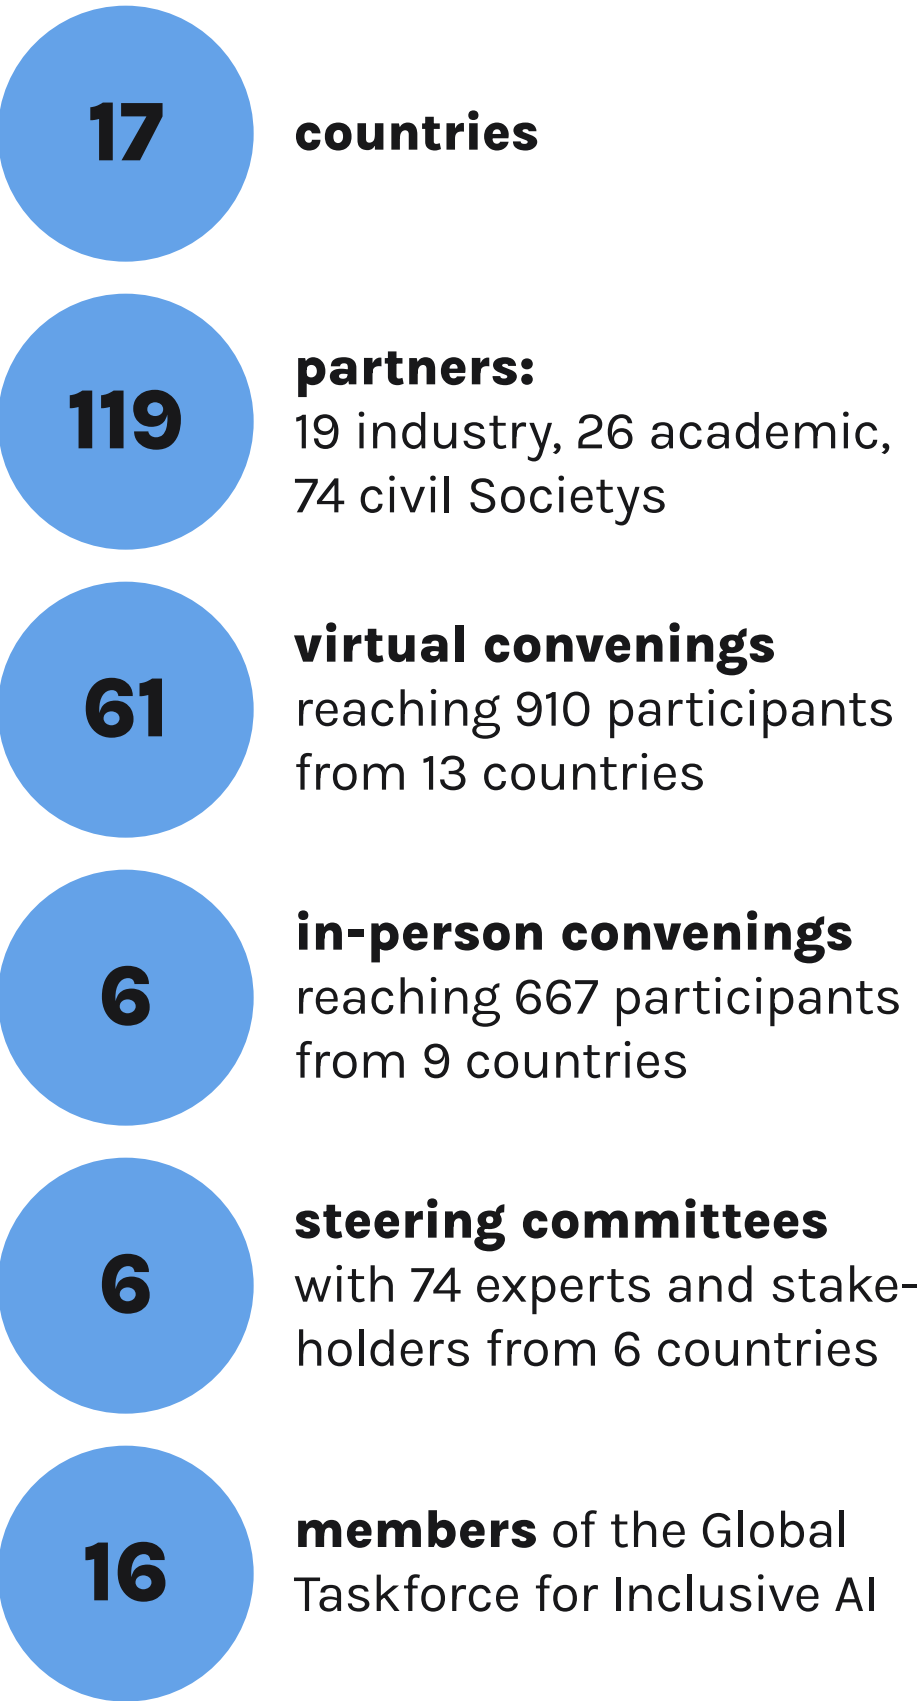 17
countries
119
partners:
19 industry, 26 academic,
74 civil Societys
61
virtual convenings
reaching 910 participants
from 13 countries
6
in-person convenings
reaching 667 participants
from 9 countries
6
steering committees
with 74 experts and stake-
holders from 6 countries
16
members of the Global
Taskforce for Inclusive AI